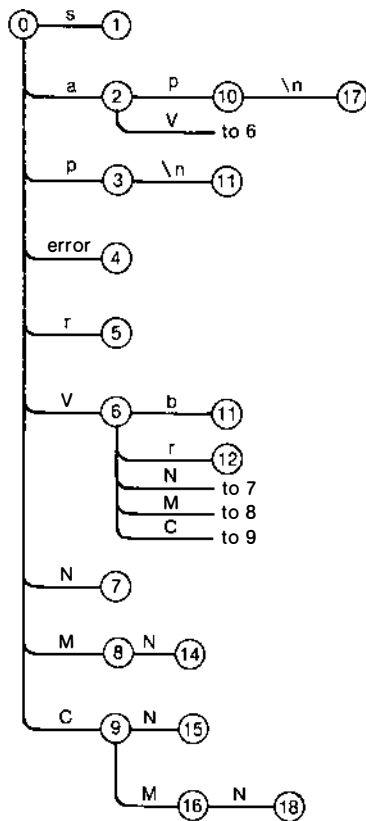 0 s 1
a 2 p 10 \n 17
V to 6
p 3 \n 11
error 4
r 5
V 6 b 11
r 12
N to 7
M to 8
C to 9
N 7
M 8 N 14
C 9 N 15
M 16 N 18